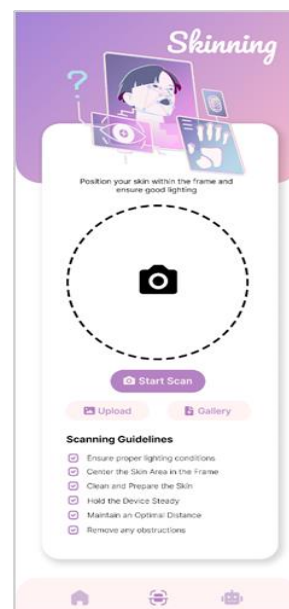 Skinning
?
Position your skin within the frame and
ensure good lighting
Start Scan
Upload
Gallery
Scanning Guidelines
Ensure proper lighting conditions
Center the Skin Area in the Frame
Clean and Prepare the Skin
Hold the Device Steady
Maintain an Optimal Distance
Remove any obstructions